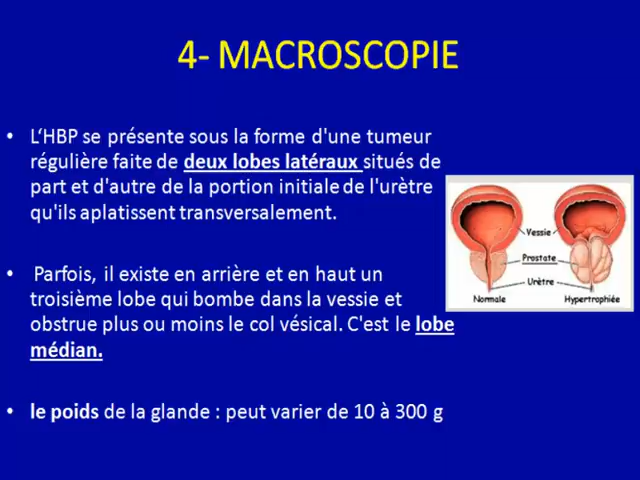 4- MACROSCOPIE
• L‘HBP se présente sous la forme d'une tumeur
régulière faite de deux lobes latéraux situés de
part et d'autre de la portion initiale de l'urètre
qu'ils aplatissent transversalement.
• Parfois, il existe en arrière et en haut un
troisième lobe qui bombe dans la vessie et
obstrue plus ou moins le col vésical. C'est le lobe
médian.
• le poids de la glande : peut varier de 10 à 300 g
Vessie
Prostate
Urètre
Normale
Hypertrophiée